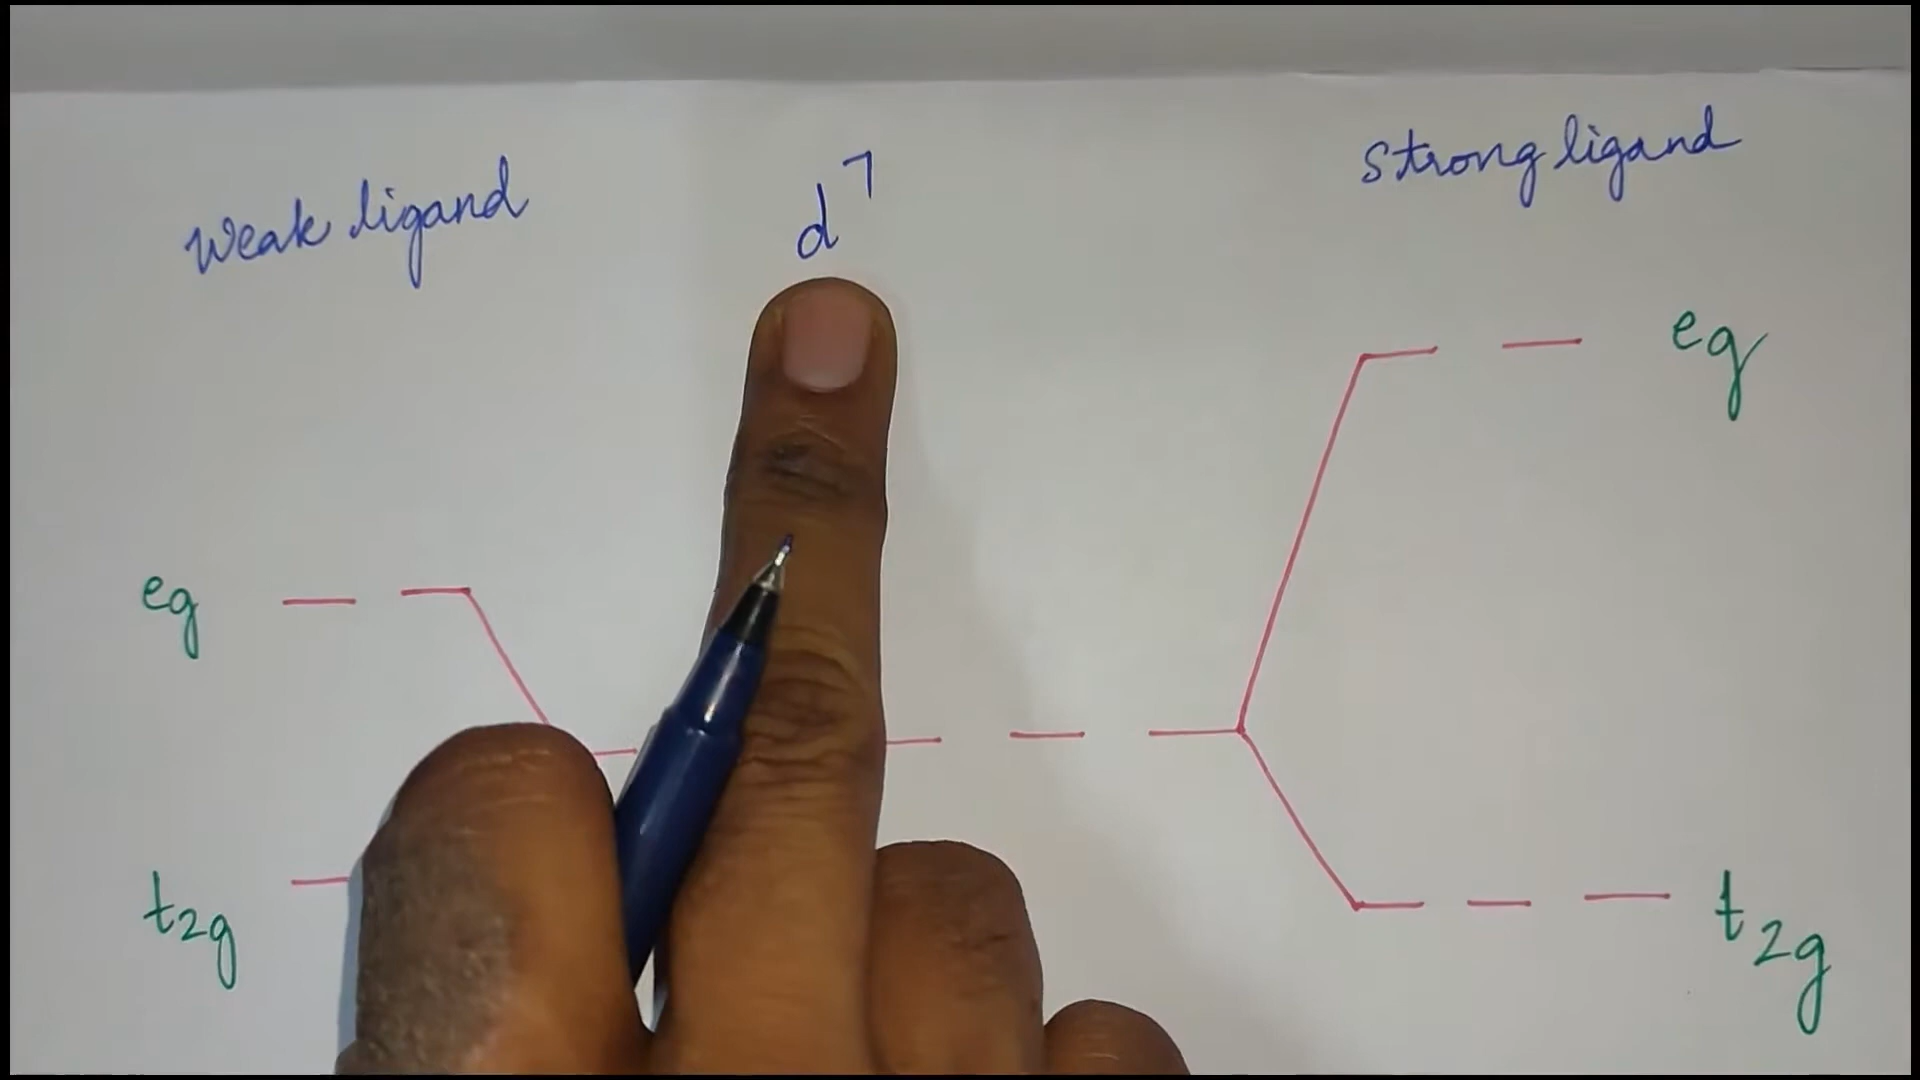 Weak ligand
d⁷
Strong ligand
eg
eg
t₂g
t₂g